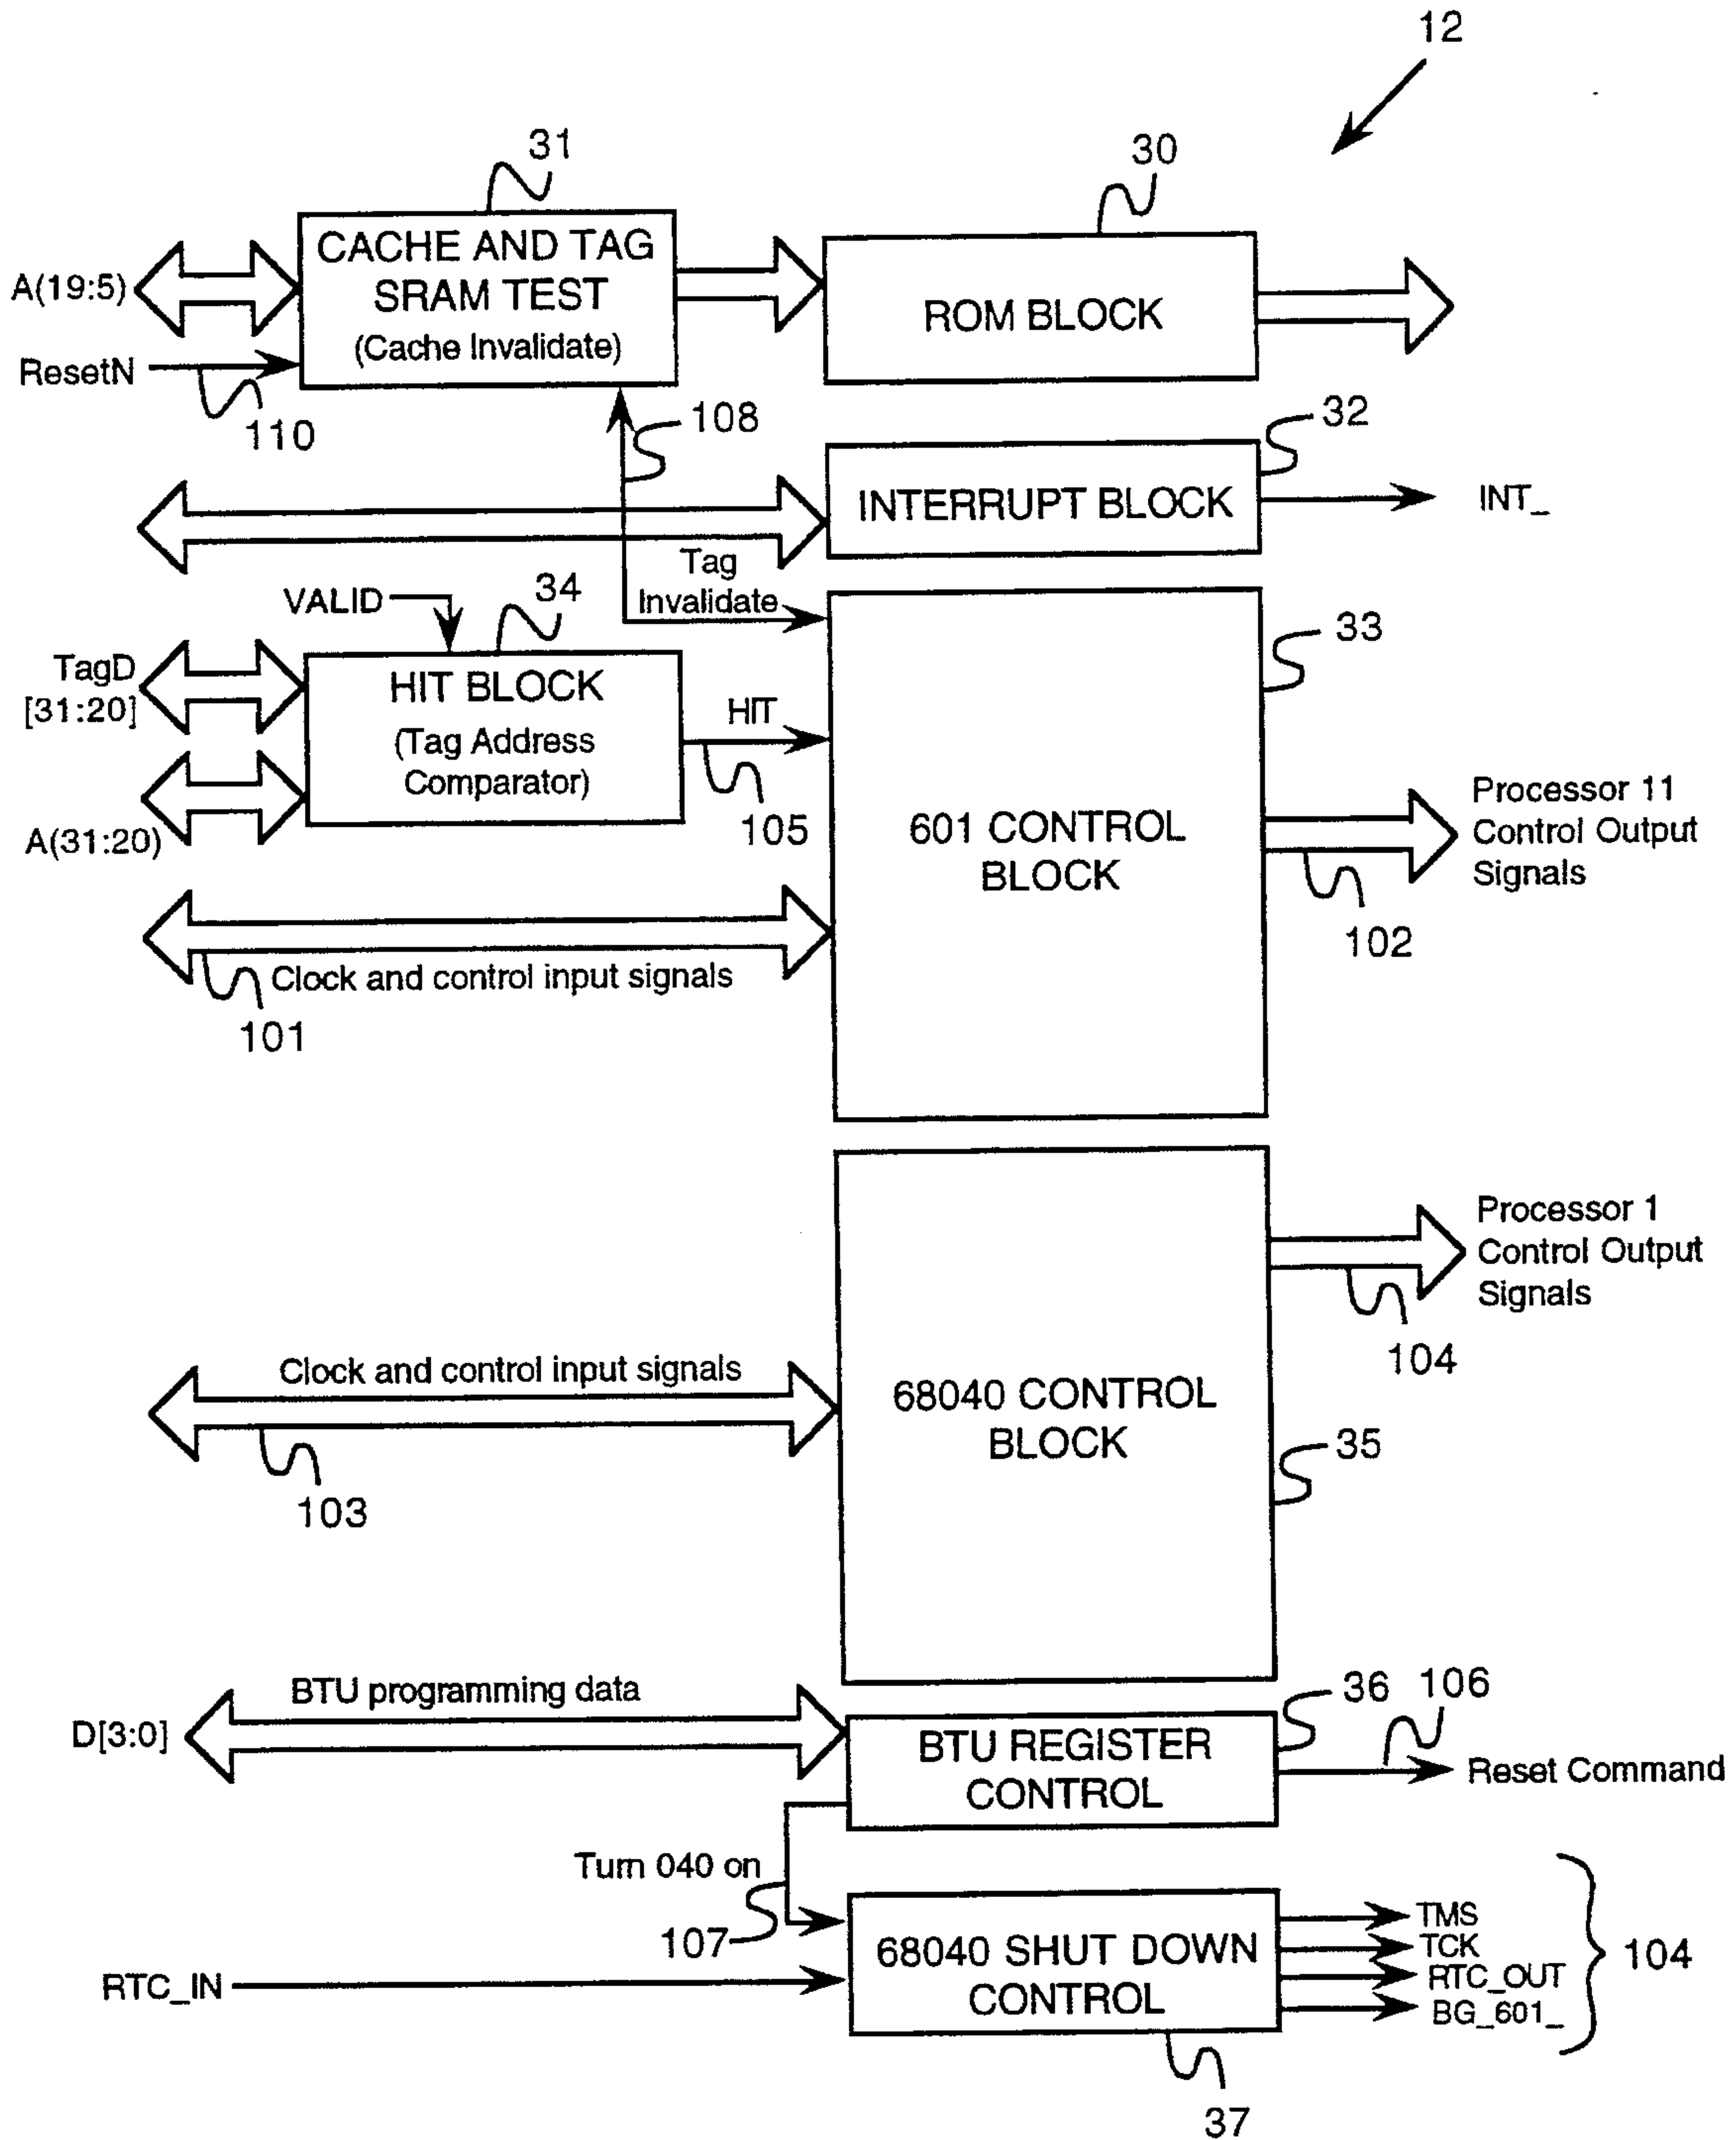 12
31
30
CACHE AND TAG
SRAM TEST
(Cache Invalidate)
A(19:5)
ROM BLOCK
ResetN
110
108
32
INTERRUPT BLOCK
INT_
Tag
Invalidate
VALID
34
33
TagD
[31:20]
HIT BLOCK
(Tag Address
Comparator)
HIT
105
A(31:20)
601 CONTROL
BLOCK
Processor 11
Control Output
Signals
102
Clock and control input signals
101
Processor 1
Control Output
Signals
104
Clock and control input signals
103
68040 CONTROL
BLOCK
35
BTU programming data
D[3:0]
36
106
BTU REGISTER
CONTROL
Reset Command
Turn 040 on
107
RTC_IN
68040 SHUT DOWN
CONTROL
TMS
TCK
RTC_OUT
BG_601_
104
37